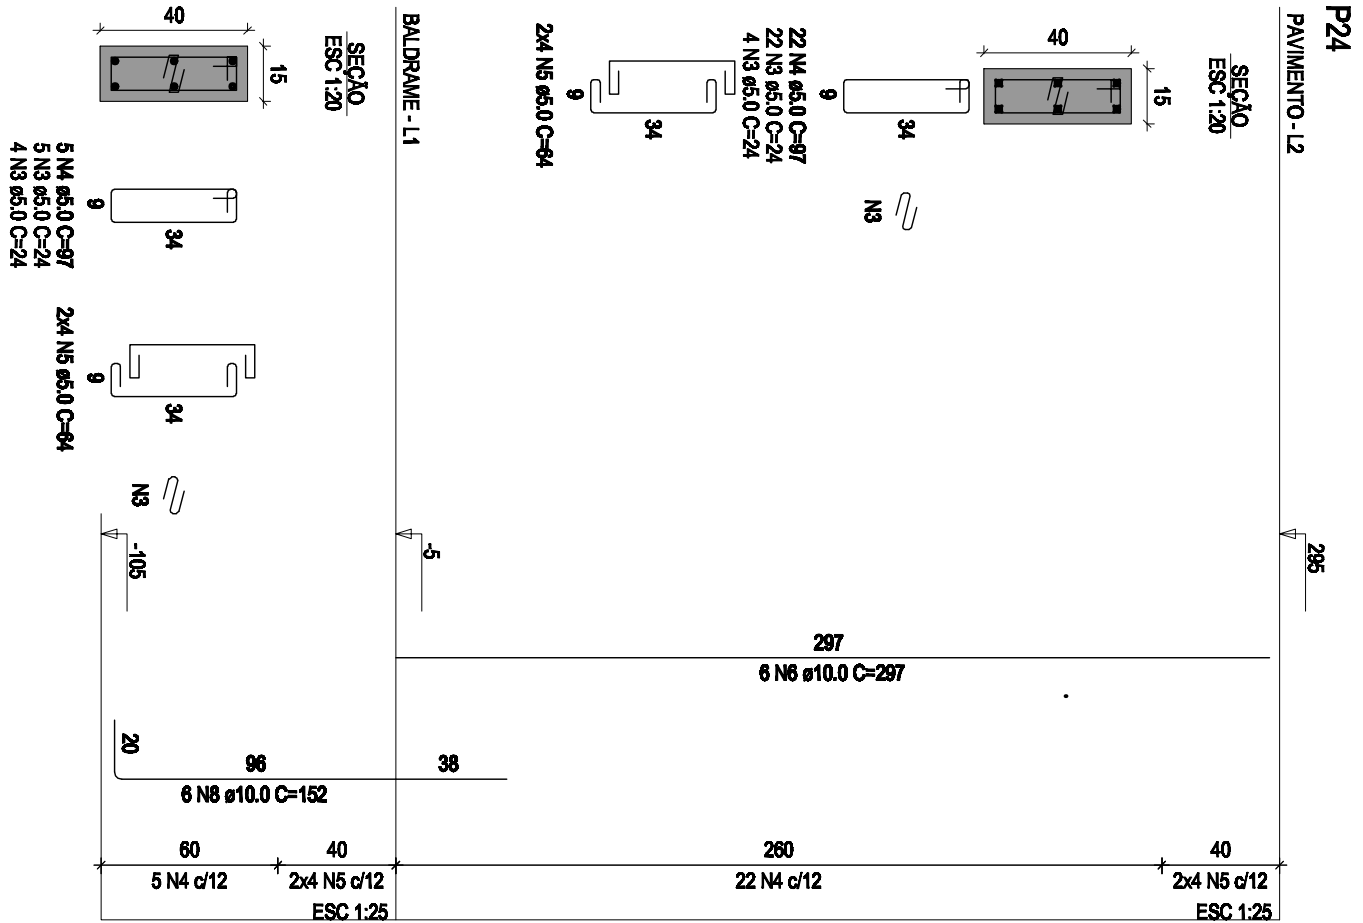 P24
PAVIMENTO - L2
295
SEÇÃO
ESC 1:20
40
15
34
9
22 N4 ø5.0 C=97
22 N3 ø5.0 C=24
4 N3 ø5.0 C=24
N3
34
9
2x4 N5 ø5.0 C=64
BALDRAME - L1
-5
SEÇÃO
ESC 1:20
40
15
34
9
5 N4 ø5.0 C=97
5 N3 ø5.0 C=24
4 N3 ø5.0 C=24
34
9
2x4 N5 ø5.0 C=64
N3
-105
297
6 N6 ø10.0 C=297
20
96
38
6 N8 ø10.0 C=152
60
40
260
40
5 N4 c/12
2x4 N5 c/12
22 N4 c/12
2x4 N5 c/12
ESC 1:25
ESC 1:25